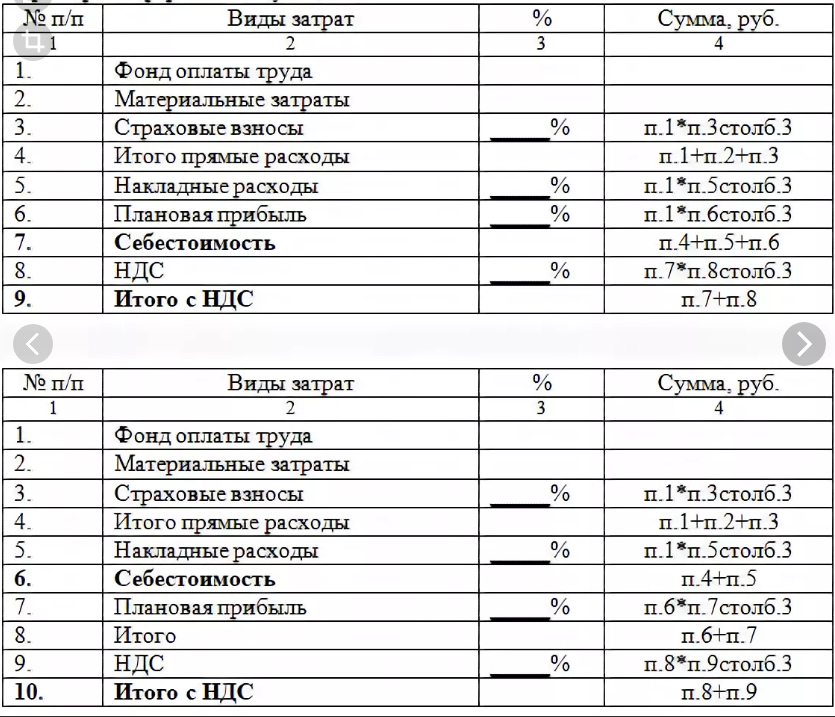 № п/п Виды затрат % Сумма, руб.
1 2 3 4
1. Фонд оплаты труда
2. Материальные затраты
3. Страховые взносы _____% п.1*п.3столб.3
4. Итого прямые расходы п.1+п.2+п.3
5. Накладные расходы _____% п.1*п.5столб.3
6. Плановая прибыль _____% п.1*п.6столб.3
7. Себестоимость п.4+п.5+п.6
8. НДС _____% п.7*п.8столб.3
9. Итого с НДС п.7+п.8
№ п/п Виды затрат % Сумма, руб.
1 2 3 4
1. Фонд оплаты труда
2. Материальные затраты
3. Страховые взносы _____% п.1*п.3столб.3
4. Итого прямые расходы п.1+п.2+п.3
5. Накладные расходы _____% п.1*п.5столб.3
6. Себестоимость п.4+п.5
7. Плановая прибыль _____% п.6*п.7столб.3
8. Итого п.6+п.7
9. НДС _____% п.8*п.9столб.3
10. Итого с НДС п.8+п.9